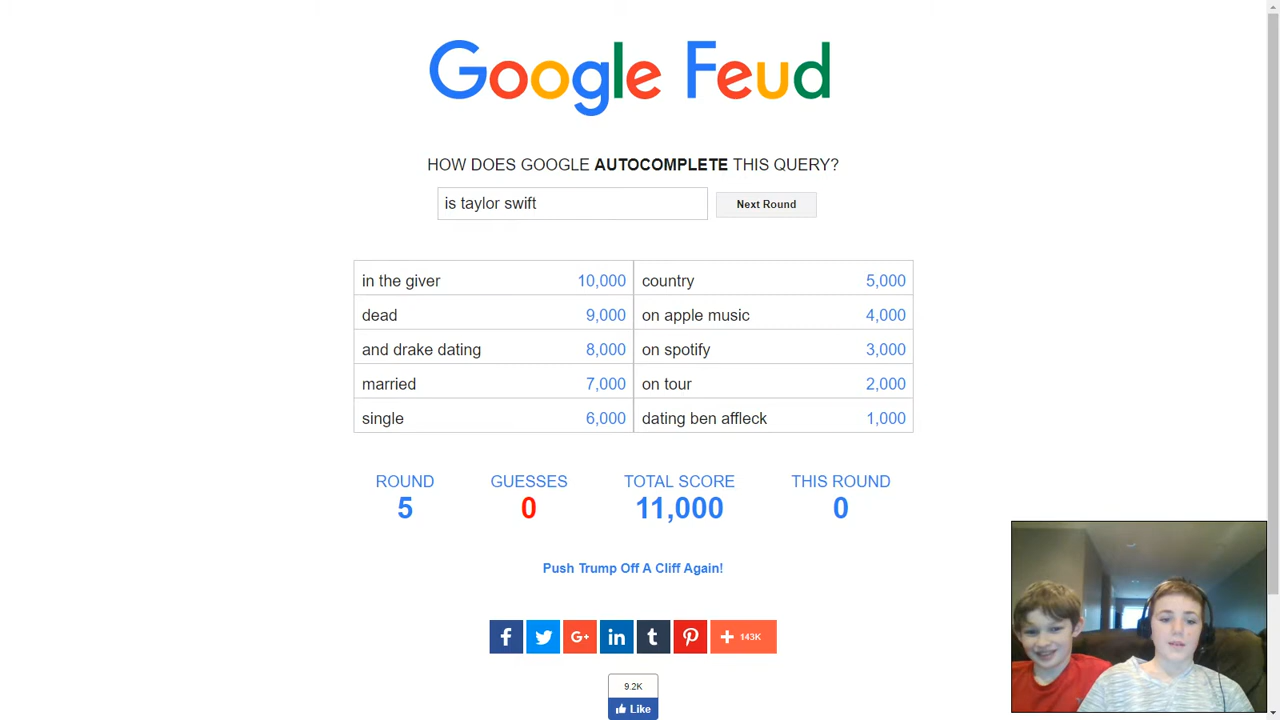 Google Feud
HOW DOES GOOGLE AUTOCOMPLETE THIS QUERY?
is taylor swift
Next Round
in the giver 10,000 country 5,000
dead 9,000 on apple music 4,000
and drake dating 8,000 on spotify 3,000
married 7,000 on tour 2,000
single 6,000 dating ben affleck 1,000
ROUND GUESSES TOTAL SCORE THIS ROUND
5 0 11,000 0
Push Trump Off A Cliff Again!
143K
9.2K
Like